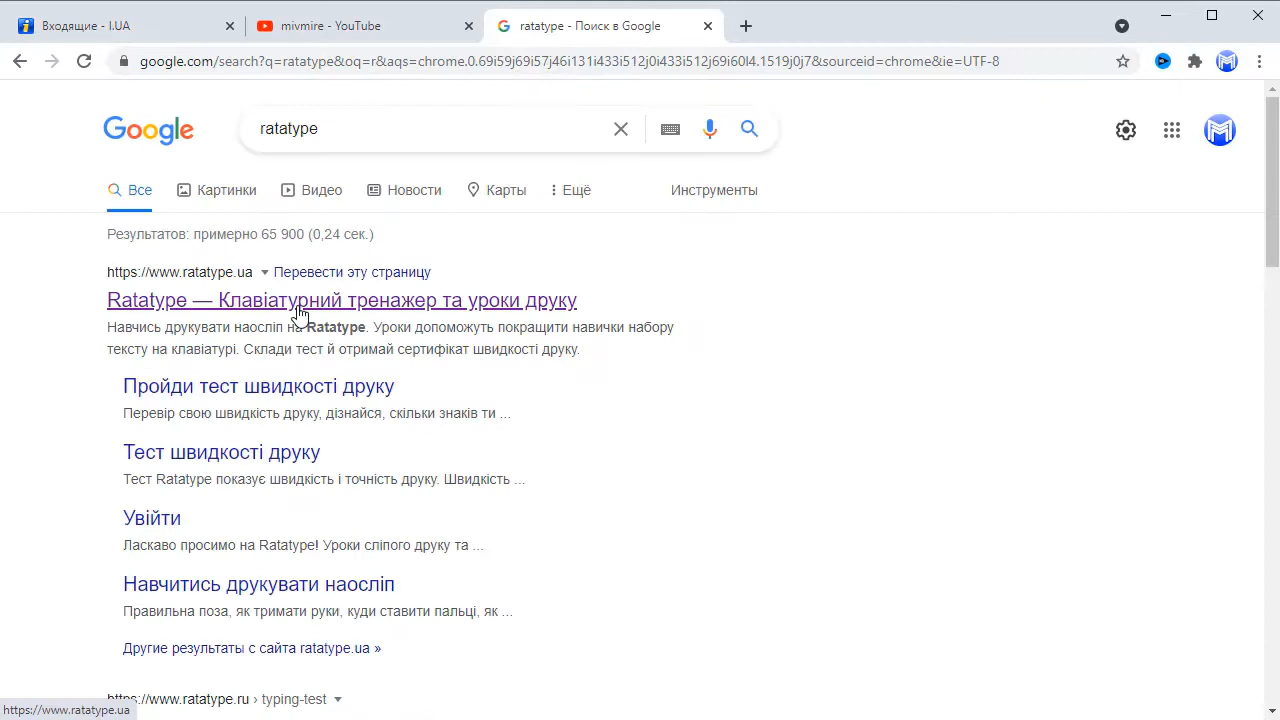 Входящие - I.UA
mivmire - YouTube
ratatype - Поиск в Google
google.com/search?q=ratatype&oq=r&aqs=chrome.0.69i59j69i57j46i131i433i512j0i433i512j69i60l4.1519j0j7&sourceid=chrome&ie=UTF-8
Google
ratatype
Все
Картинки
Видео
Новости
Карты
Ещё
Инструменты
Результатов: примерно 65 900 (0,24 сек.)
https://www.ratatype.ua Перевести эту страницу
Ratatype — Клавіатурний тренажер та уроки друку
Навчись друкувати наосліп на Ratatype. Уроки допоможуть покращити навички набору
тексту на клавіатурі. Склади тест й отримай сертифікат швидкості друку.
Пройди тест швидкості друку
Перевір свою швидкість друку, дізнайся, скільки знаків ти ...
Тест швидкості друку
Тест Ratatype показує швидкість і точність друку. Швидкість ...
Увійти
Ласкаво просимо на Ratatype! Уроки сліпого друку та ...
Навчитись друкувати наосліп
Правильна поза, як тримати руки, куди ставити пальці, як ...
Другие результаты с сайта ratatype.ua »
https://www.ratatype.ru › typing-test
https://www.ratatype.ua